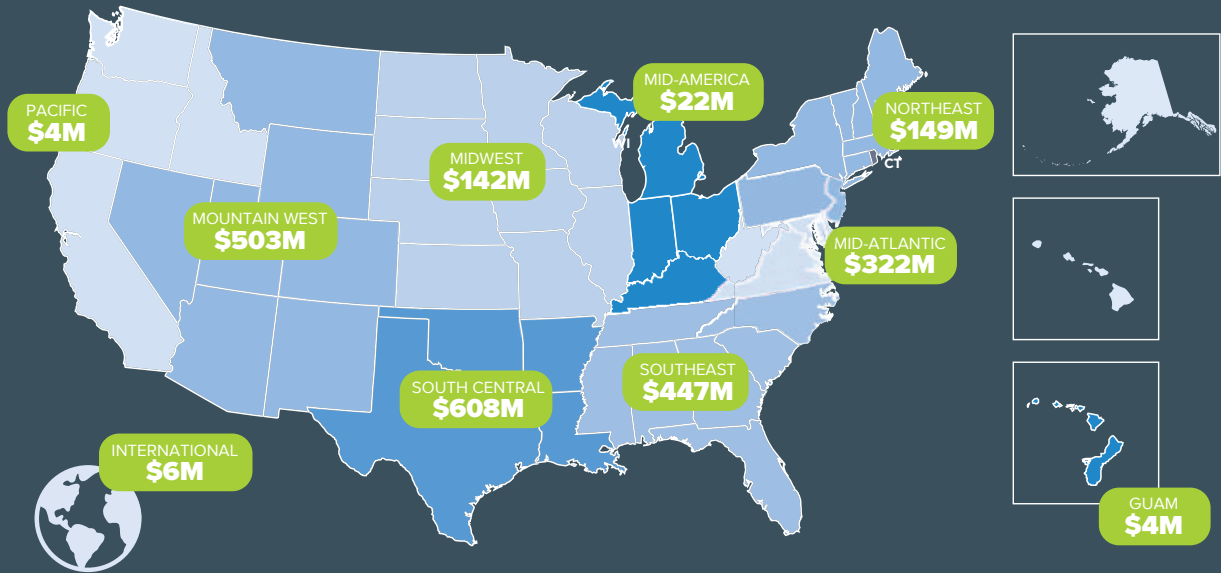 MID-AMERICA
$22M
PACIFIC
$4M
NORTHEAST
$149M
WI
MIDWEST
$142M
CT
MOUNTAIN WEST
$503M
MID-ATLANTIC
$322M
SOUTHEAST
$447M
SOUTH CENTRAL
$608M
INTERNATIONAL
$6M
GUAM
$4M